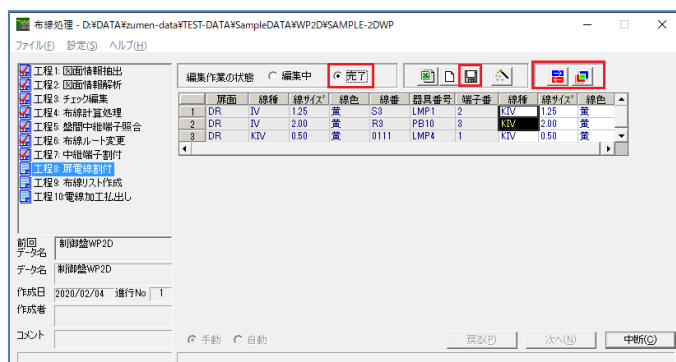 布線処理 - D:¥DATA¥zumen-data¥TEST-DATA¥SampleDATA¥WP2D¥SAMPLE-2DWP
ファイル(F) 設定(S) ヘルプ(H)
工程1: 図面情報抽出
工程2: 図面情報解析
工程3: チェック編集
工程4: 布線計算処理
工程5: 盤間中継端子照合
工程6: 布線ルート変更
工程7: 中継端子割付
工程8: 扉電線割付
工程9: 布線リスト作成
工程10:電線加工払出し
編集作業の状態 編集中 完了
扉面 線種 線サイズ 線色 線番 器具番号 端子番 線種 線サイズ 線色
1 DR IV 1.25 黄 S3 LMP1 2 KIV 1.25 黄
2 DR IV 2.00 黄 R3 PB10 3 KIV 2.00 黄
3 DR KIV 0.50 黄 0111 LMP4 1 KIV 0.50 黄
前回
データ名 制御盤WP2D
データ名 制御盤WP2D
作成日 2020/02/04 進行No 1
作成者
コメント
手動 自動 戻る(P) 次へ(N) 中断(C)